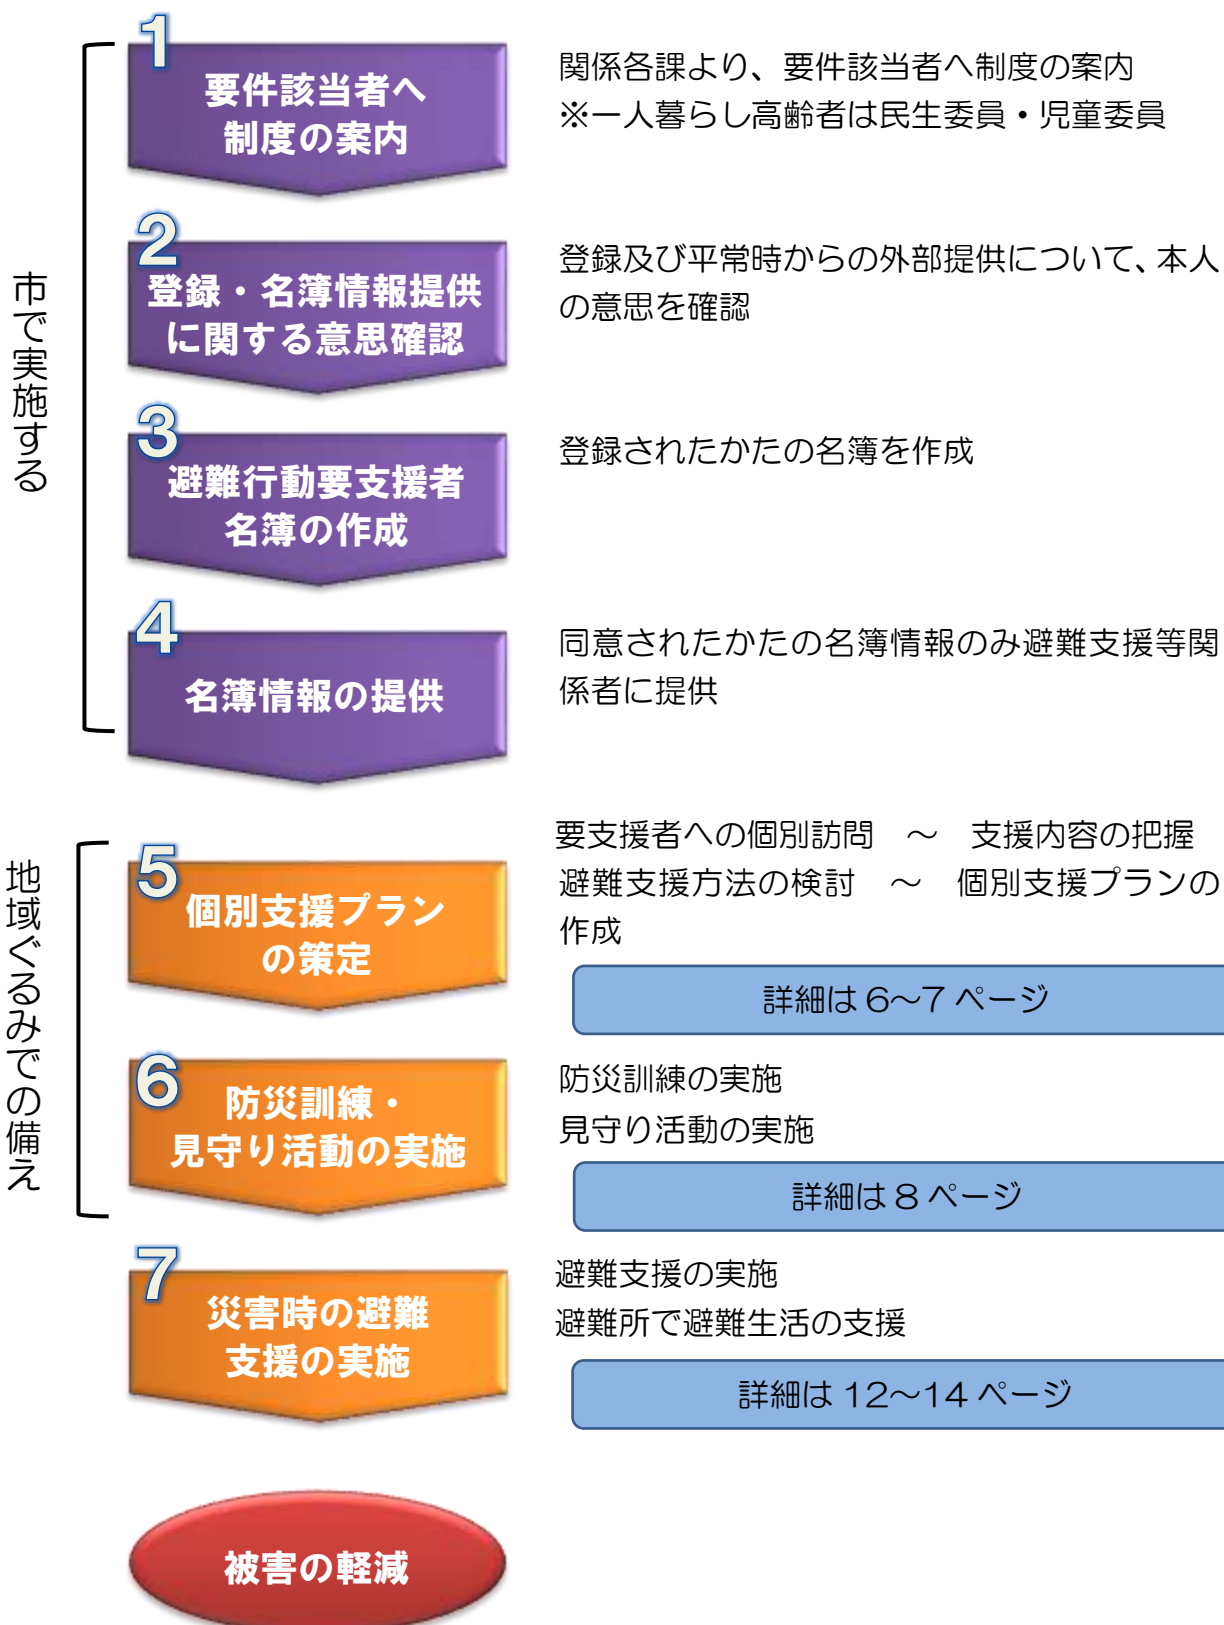 市で実施する
1
要件該当者へ
制度の案内
関係各課より、要件該当者へ制度の案内
※一人暮らし高齢者は民生委員・児童委員
2
登録・名簿情報提供
に関する意思確認
登録及び平常時からの外部提供について、本人
の意思を確認
3
避難行動要支援者
名簿の作成
登録されたかたの名簿を作成
4
名簿情報の提供
同意されたかたの名簿情報のみ避難支援等関
係者に提供
地域ぐるみでの備え
5
個別支援プラン
の策定
要支援者への個別訪問 ～ 支援内容の把握
避難支援方法の検討 ～ 個別支援プランの
作成
詳細は 6～7 ページ
6
防災訓練・
見守り活動の実施
防災訓練の実施
見守り活動の実施
詳細は 8 ページ
7
災害時の避難
支援の実施
避難支援の実施
避難所で避難生活の支援
詳細は 12～14 ページ
被害の軽減